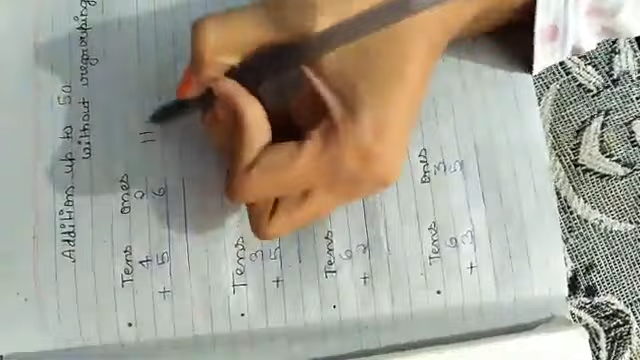 Addition up to 50
without regrouping
• Tens ones
4 2 11
+ 5 6
• Tens
3
+ 5
•
Tens
6
+ 2
• Tens ones
6 3
+ 3 5